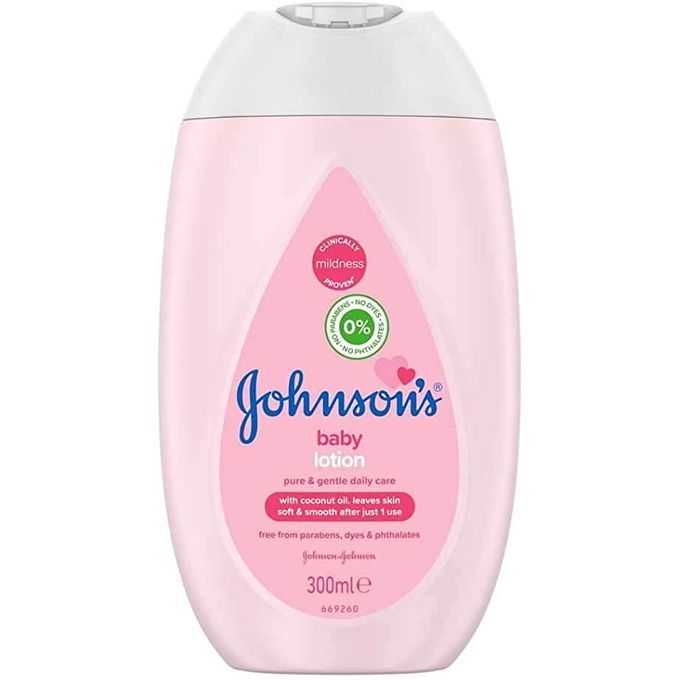 CLINICALLY
mildness
PROVEN
NO PARABENS • NO DYES • NO PHTHALATES
0%
Johnson's®
baby
lotion
pure & gentle daily care
with coconut oil. leaves skin
soft & smooth after just 1 use
free from parabens, dyes & phthalates
Johnson & Johnson
300ml ℮
669260